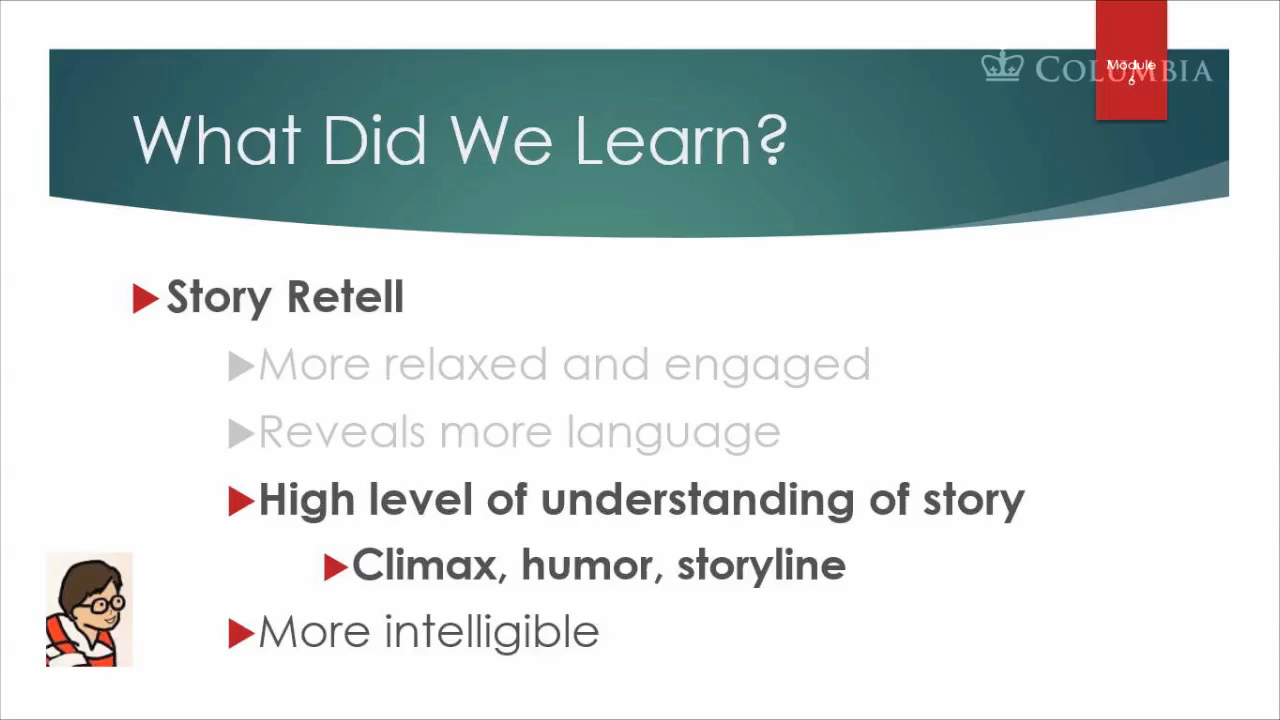 COLUMBIA
Module
6
What Did We Learn?
Story Retell
More relaxed and engaged
Reveals more language
High level of understanding of story
Climax, humor, storyline
More intelligible